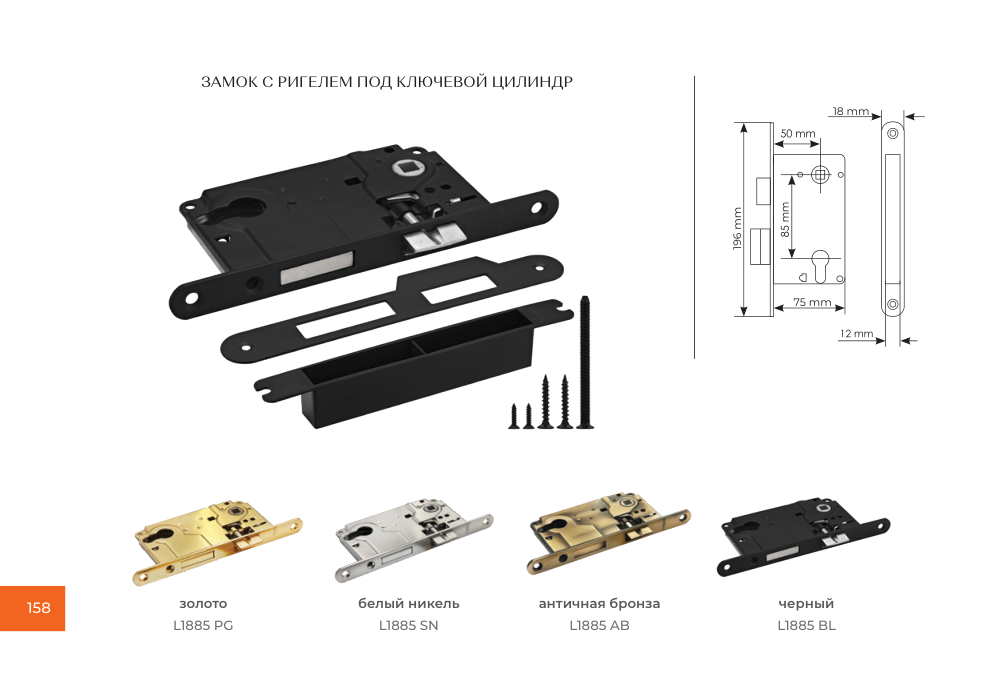 ЗАМОК С РИГЕЛЕМ ПОД КЛЮЧЕВОЙ ЦИЛИНДР
18 mm
50 mm
196 mm
85 mm
75 mm
12 mm
золото
L1885 PG
белый никель
L1885 SN
античная бронза
L1885 AB
черный
L1885 BL
158